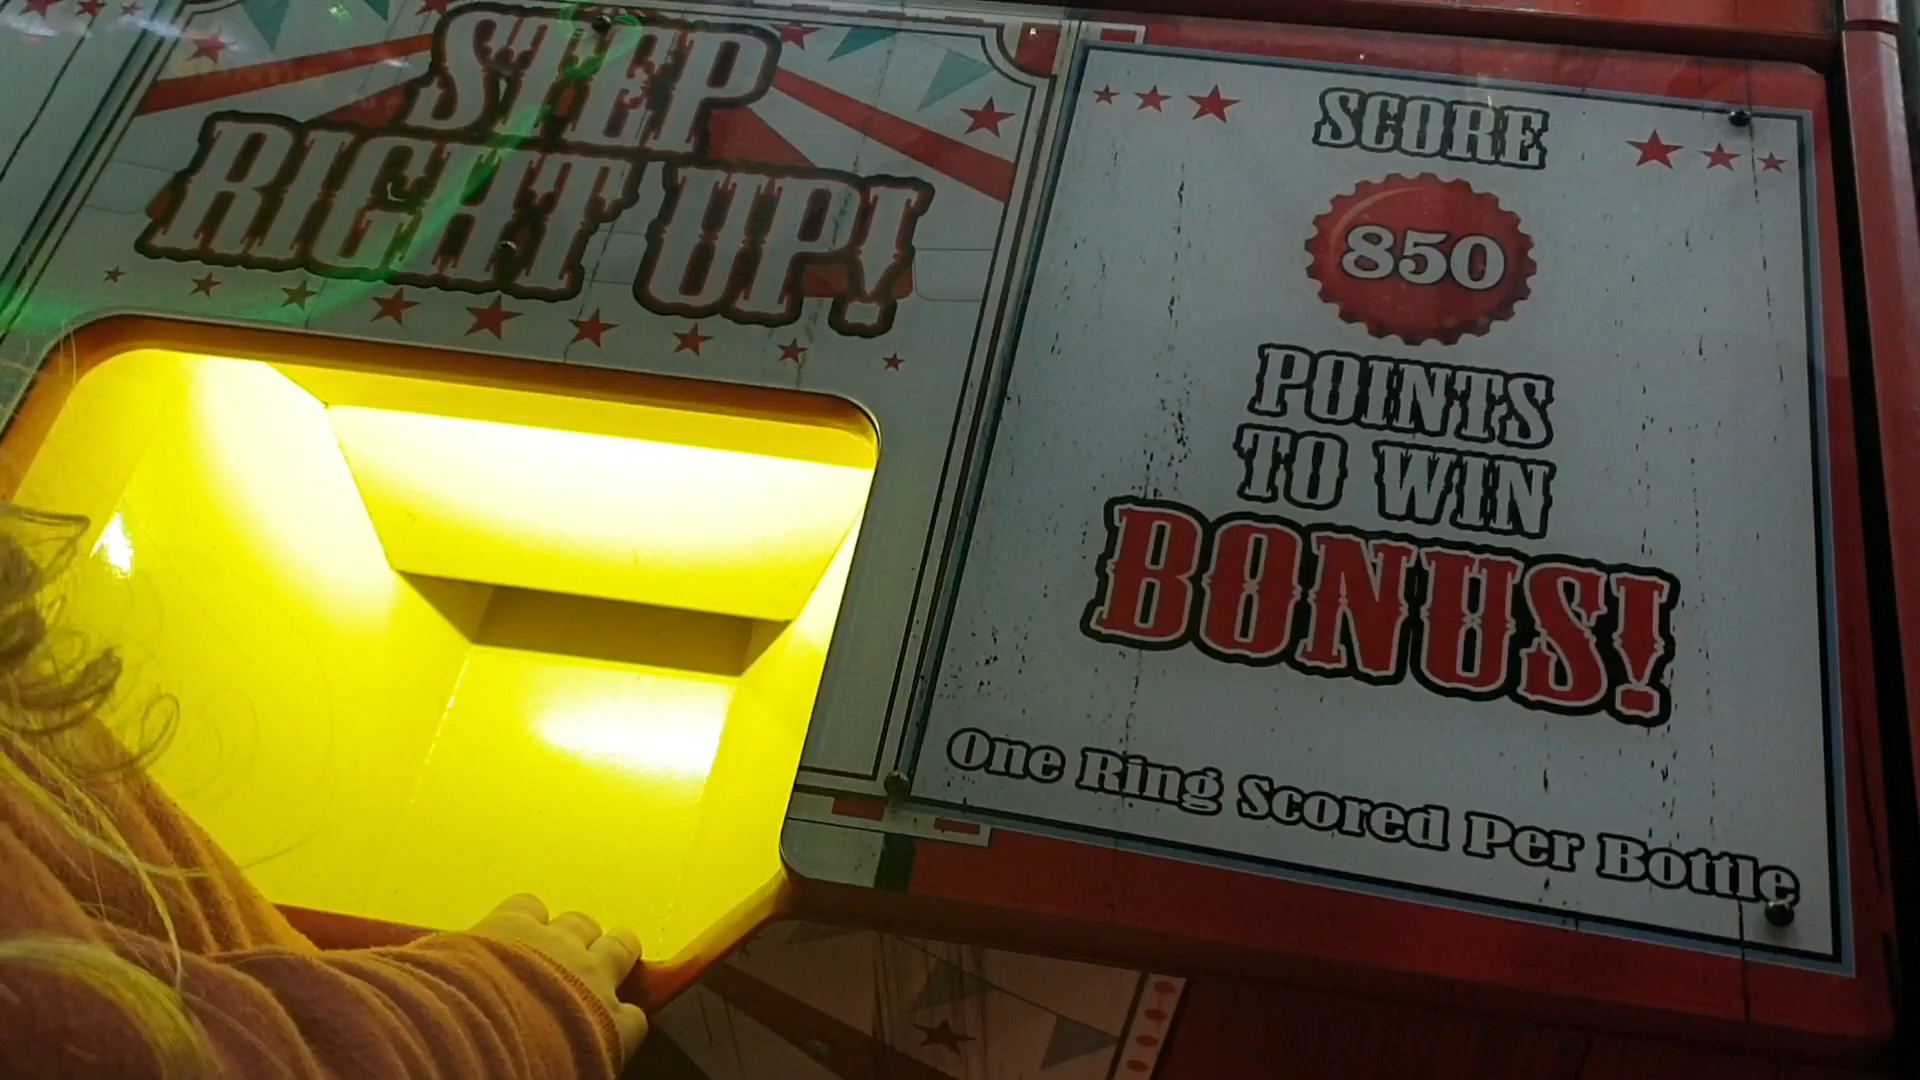 STEP
RIGHT UP!
SCORE
850
POINTS
TO WIN
BONUS!
One Ring Scored Per Bottle